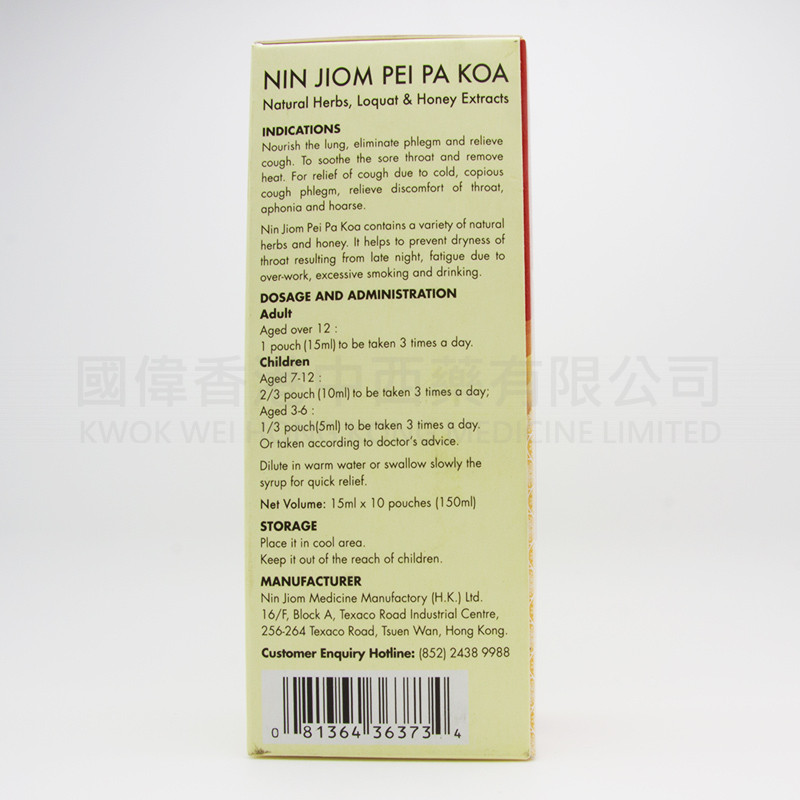 NIN JIOM PEI PA KOA
Natural Herbs, Loquat & Honey Extracts
INDICATIONS
Nourish the lung, eliminate phlegm and relieve
cough. To soothe the sore throat and remove
heat. For relief of cough due to cold, copious
cough phlegm, relieve discomfort of throat,
aphonia and hoarse.
Nin Jiom Pei Pa Koa contains a variety of natural
herbs and honey. It helps to prevent dryness of
throat resulting from late night, fatigue due to
over-work, excessive smoking and drinking.
DOSAGE AND ADMINISTRATION
Adult
Aged over 12 :
1 pouch (15ml) to be taken 3 times a day.
Children
Aged 7-12 :
2/3 pouch (10ml) to be taken 3 times a day;
Aged 3-6 :
1/3 pouch(5ml) to be taken 3 times a day.
Or taken according to doctor's advice.
Dilute in warm water or swallow slowly the
syrup for quick relief.
Net Volume: 15ml x 10 pouches (150ml)
STORAGE
Place it in cool area.
Keep it out of the reach of children.
MANUFACTURER
Nin Jiom Medicine Manufactory (H.K.) Ltd.
16/F, Block A, Texaco Road Industrial Centre,
256-264 Texaco Road, Tsuen Wan, Hong Kong.
Customer Enquiry Hotline: (852) 2438 9988
0 81364 36373 4
國偉香 中西藥有限公司
KWOK WEI MEDICINE LIMITED